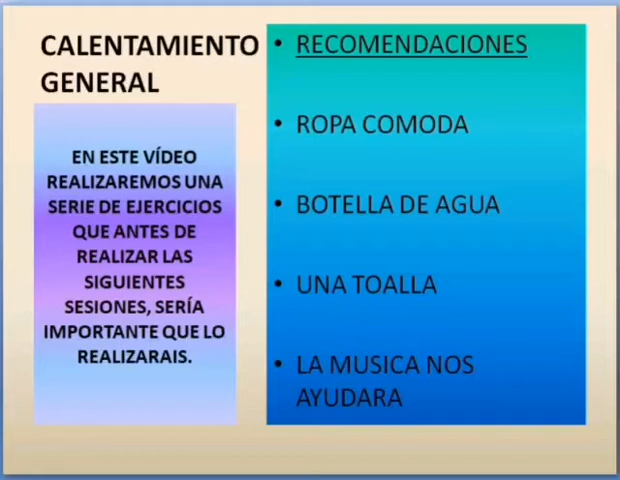 CALENTAMIENTO
GENERAL
EN ESTE VÍDEO
REALIZAREMOS UNA
SERIE DE EJERCICIOS
QUE ANTES DE
REALIZAR LAS
SIGUIENTES
SESIONES, SERÍA
IMPORTANTE QUE LO
REALIZARAIS.
• RECOMENDACIONES
• ROPA COMODA
• BOTELLA DE AGUA
• UNA TOALLA
• LA MUSICA NOS
AYUDARA